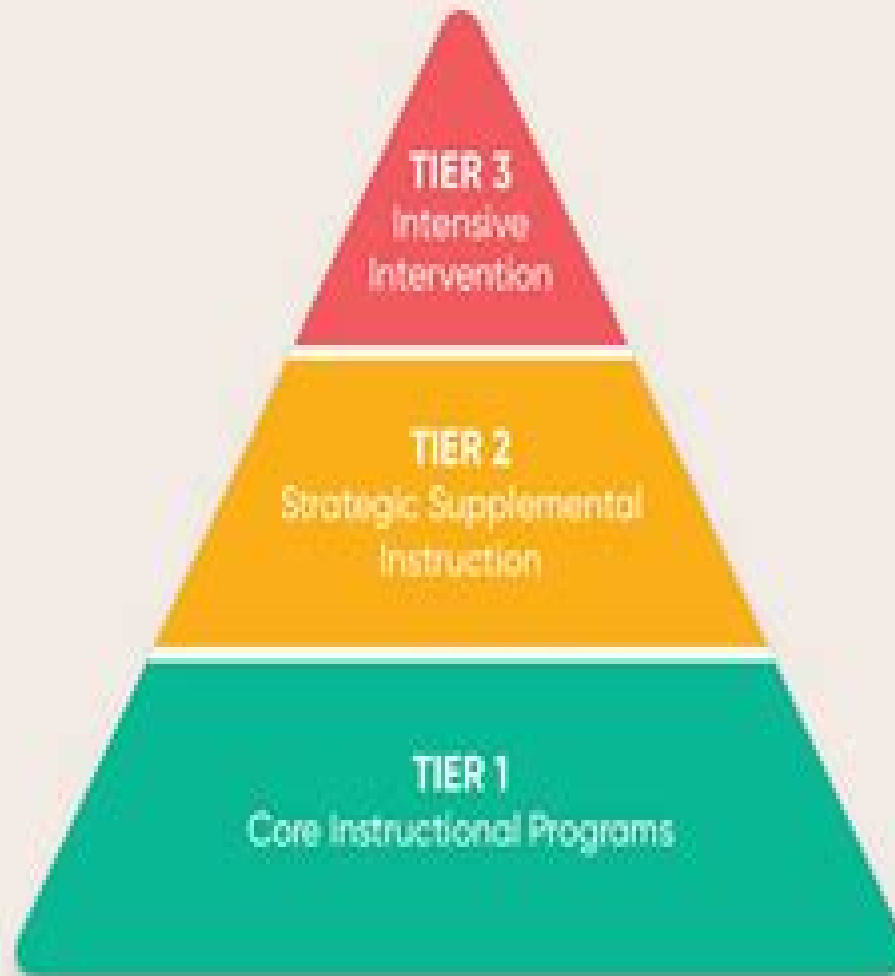 TIER 3
Intensive
Intervention
TIER 2
Strategic Supplemental
Instruction
TIER 1
Core Instructional Programs